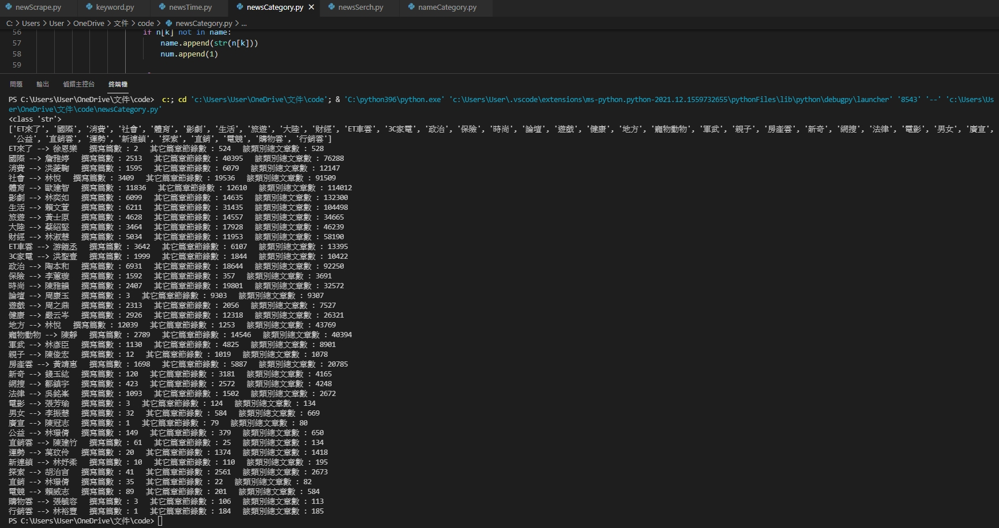 newScrape.py keyword.py newsTime.py newsCategory.py newsSerch.py nameCategory.py
C: > Users > User > OneDrive > 文件 > code > newsCategory.py > ...
56 if n[k] not in name:
57 name.append(str(n[k]))
58 num.append(1)
59
問題 輸出 偵錯主控台 終端機
PS C:\Users\User\OneDrive\文件\code> c:; cd 'c:\Users\User\OneDrive\文件\code'; & 'C:\python396\python.exe' 'c:\Users\User\.vscode\extensions\ms-python.python-2021.12.1559732655\pythonFiles\lib\python\debugpy\launcher' '8543' '--' 'c:\Users\Us
er\OneDrive\文件\code\newsCategory.py'
<class 'str'>
['ET來了', '國際', '消費', '社會', '體育', '影劇', '生活', '旅遊', '大陸', '財經', 'ET車雲', '3C家電', '政治', '保險', '時尚', '論壇', '遊戲', '健康', '地方', '寵物動物', '軍武', '親子', '房產雲', '新奇', '網搜', '法律', '電影', '男女', '廣宣',
'公益', '直銷雲', '運勢', '新連鎖', '探索', '直銷', '電競', '購物雲', '行銷雲']
ET來了 --> 徐恩樂 撰寫篇數 : 2 其它篇章節錄數 : 524 該類別總文章數 : 528
國際 --> 詹雅婷 撰寫篇數 : 2513 其它篇章節錄數 : 40395 該類別總文章數 : 76288
消費 --> 洪菱鞠 撰寫篇數 : 1595 其它篇章節錄數 : 6079 該類別總文章數 : 12147
社會 --> 林悅 撰寫篇數 : 3409 其它篇章節錄數 : 19536 該類別總文章數 : 91509
體育 --> 歐建智 撰寫篇數 : 11836 其它篇章節錄數 : 12610 該類別總文章數 : 114012
影劇 --> 林奕如 撰寫篇數 : 6099 其它篇章節錄數 : 14635 該類別總文章數 : 132300
生活 --> 賴文萱 撰寫篇數 : 6211 其它篇章節錄數 : 31435 該類別總文章數 : 104498
旅遊 --> 黃士原 撰寫篇數 : 4628 其它篇章節錄數 : 14557 該類別總文章數 : 34665
大陸 --> 蔡紹堅 撰寫篇數 : 3464 其它篇章節錄數 : 17928 該類別總文章數 : 46239
財經 --> 林淑慧 撰寫篇數 : 5034 其它篇章節錄數 : 11953 該類別總文章數 : 58190
ET車雲 --> 游鎧丞 撰寫篇數 : 3642 其它篇章節錄數 : 6107 該類別總文章數 : 13395
3C家電 --> 洪聖壹 撰寫篇數 : 1999 其它篇章節錄數 : 1844 該類別總文章數 : 10422
政治 --> 陶本和 撰寫篇數 : 6931 其它篇章節錄數 : 18644 該類別總文章數 : 92250
保險 --> 李蕙璇 撰寫篇數 : 1592 其它篇章節錄數 : 357 該類別總文章數 : 3691
時尚 --> 陳雅韻 撰寫篇數 : 2407 其它篇章節錄數 : 19801 該類別總文章數 : 32572
論壇 --> 周康玉 撰寫篇數 : 3 其它篇章節錄數 : 9303 該類別總文章數 : 9307
遊戲 --> 周之鼎 撰寫篇數 : 2313 其它篇章節錄數 : 2056 該類別總文章數 : 7527
健康 --> 嚴云岑 撰寫篇數 : 2926 其它篇章節錄數 : 12318 該類別總文章數 : 26321
地方 --> 林悅 撰寫篇數 : 12039 其它篇章節錄數 : 1253 該類別總文章數 : 43769
寵物動物 --> 陳靜 撰寫篇數 : 2789 其它篇章節錄數 : 14546 該類別總文章數 : 40394
軍武 --> 林彥臣 撰寫篇數 : 1130 其它篇章節錄數 : 4825 該類別總文章數 : 8901
親子 --> 陳俊宏 撰寫篇數 : 12 其它篇章節錄數 : 1019 該類別總文章數 : 1078
房產雲 --> 黃靖惠 撰寫篇數 : 1698 其它篇章節錄數 : 5887 該類別總文章數 : 20785
新奇 --> 錢玉紘 撰寫篇數 : 120 其它篇章節錄數 : 3181 該類別總文章數 : 4165
網搜 --> 鄒鎮宇 撰寫篇數 : 423 其它篇章節錄數 : 2572 該類別總文章數 : 4248
法律 --> 吳銘峯 撰寫篇數 : 1093 其它篇章節錄數 : 1502 該類別總文章數 : 2672
電影 --> 張芳瑜 撰寫篇數 : 3 其它篇章節錄數 : 124 該類別總文章數 : 134
男女 --> 李振慧 撰寫篇數 : 32 其它篇章節錄數 : 584 該類別總文章數 : 669
廣宣 --> 陳冠志 撰寫篇數 : 1 其它篇章節錄數 : 79 該類別總文章數 : 80
公益 --> 林瓊倩 撰寫篇數 : 149 其它篇章節錄數 : 379 該類別總文章數 : 650
直銷雲 --> 陳建竹 撰寫篇數 : 61 其它篇章節錄數 : 25 該類別總文章數 : 134
運勢 --> 萬玟伶 撰寫篇數 : 20 其它篇章節錄數 : 1374 該類別總文章數 : 1418
新連鎖 --> 林妤柔 撰寫篇數 : 10 其它篇章節錄數 : 110 該類別總文章數 : 195
探索 --> 胡治言 撰寫篇數 : 41 其它篇章節錄數 : 2561 該類別總文章數 : 2673
直銷 --> 林瓊倩 撰寫篇數 : 35 其它篇章節錄數 : 22 該類別總文章數 : 82
電競 --> 賴威志 撰寫篇數 : 89 其它篇章節錄數 : 201 該類別總文章數 : 584
購物雲 --> 張毓容 撰寫篇數 : 3 其它篇章節錄數 : 106 該類別總文章數 : 113
行銷雲 --> 林裕豐 撰寫篇數 : 1 其它篇章節錄數 : 184 該類別總文章數 : 185
PS C:\Users\User\OneDrive\文件\code>